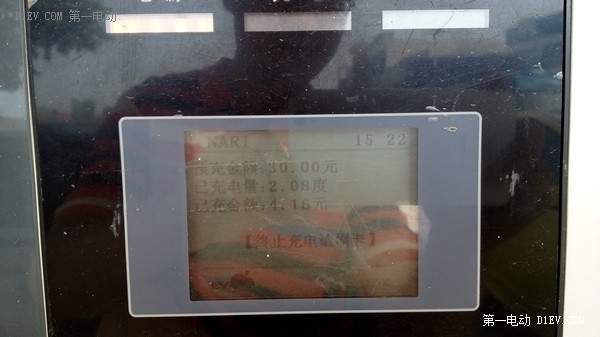 D1EV.COM 第一电动
NARI 15 22
预充金额:30.00元
已充电量:2.08度
已充金额:4.16元
【终止充电请刷卡】
第一电动 D1EV.COM